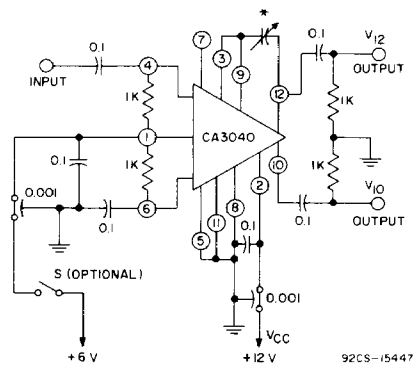 *
7
V12
0.1
4
3
9
0.1
OUTPUT
INPUT
12
1K
1K
1
CA3040
0.1
10
1K
1K
2
0.001
0.1
6
8
0.1
0.1
V10
OUTPUT
5
11
0.001
S (OPTIONAL)
VCC
+6 V
+12 V
92CS-15447